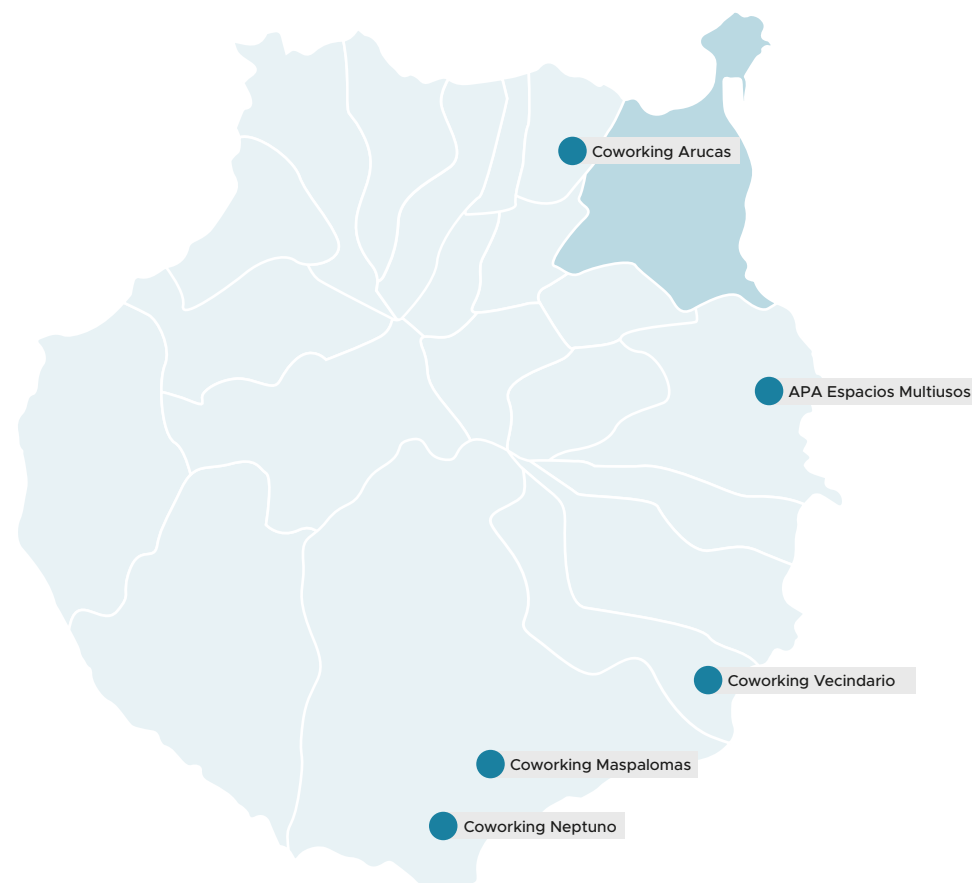 Coworking Arucas
APA Espacios Multiusos
Coworking Vecindario
Coworking Maspalomas
Coworking Neptuno